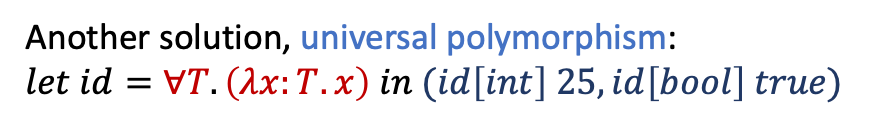 Another solution, universal polymorphism:
let id = ∀T. (λx: T. x) in (id[int] 25, id[bool] true)